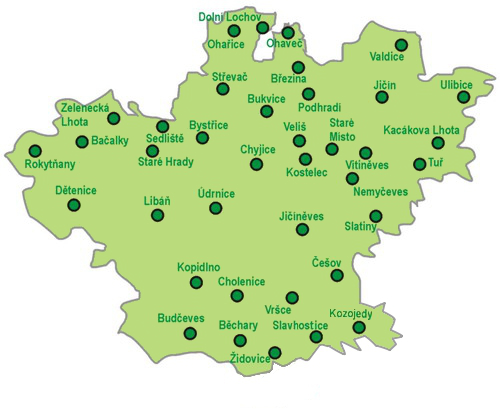 Dolní Lochov
Ohařice
Ohaveč
Valdice
Střevač
Březina
Jičín
Ulibice
Bukvice
Podhradí
Zelenecká
Lhota
Bystřice
Sedliště
Bačalky
Veliš
Staré
Místo
Kacákova Lhota
Rokytňany
Staré Hrady
Chyjice
Kostelec
Vitiněves
Tuř
Nemyčeves
Dětenice
Libáň
Údrnice
Jičíněves
Slatiny
Kopidlno
Češov
Cholenice
Vršce
Kozojedy
Budčeves
Běchary
Slavhostice
Židovice